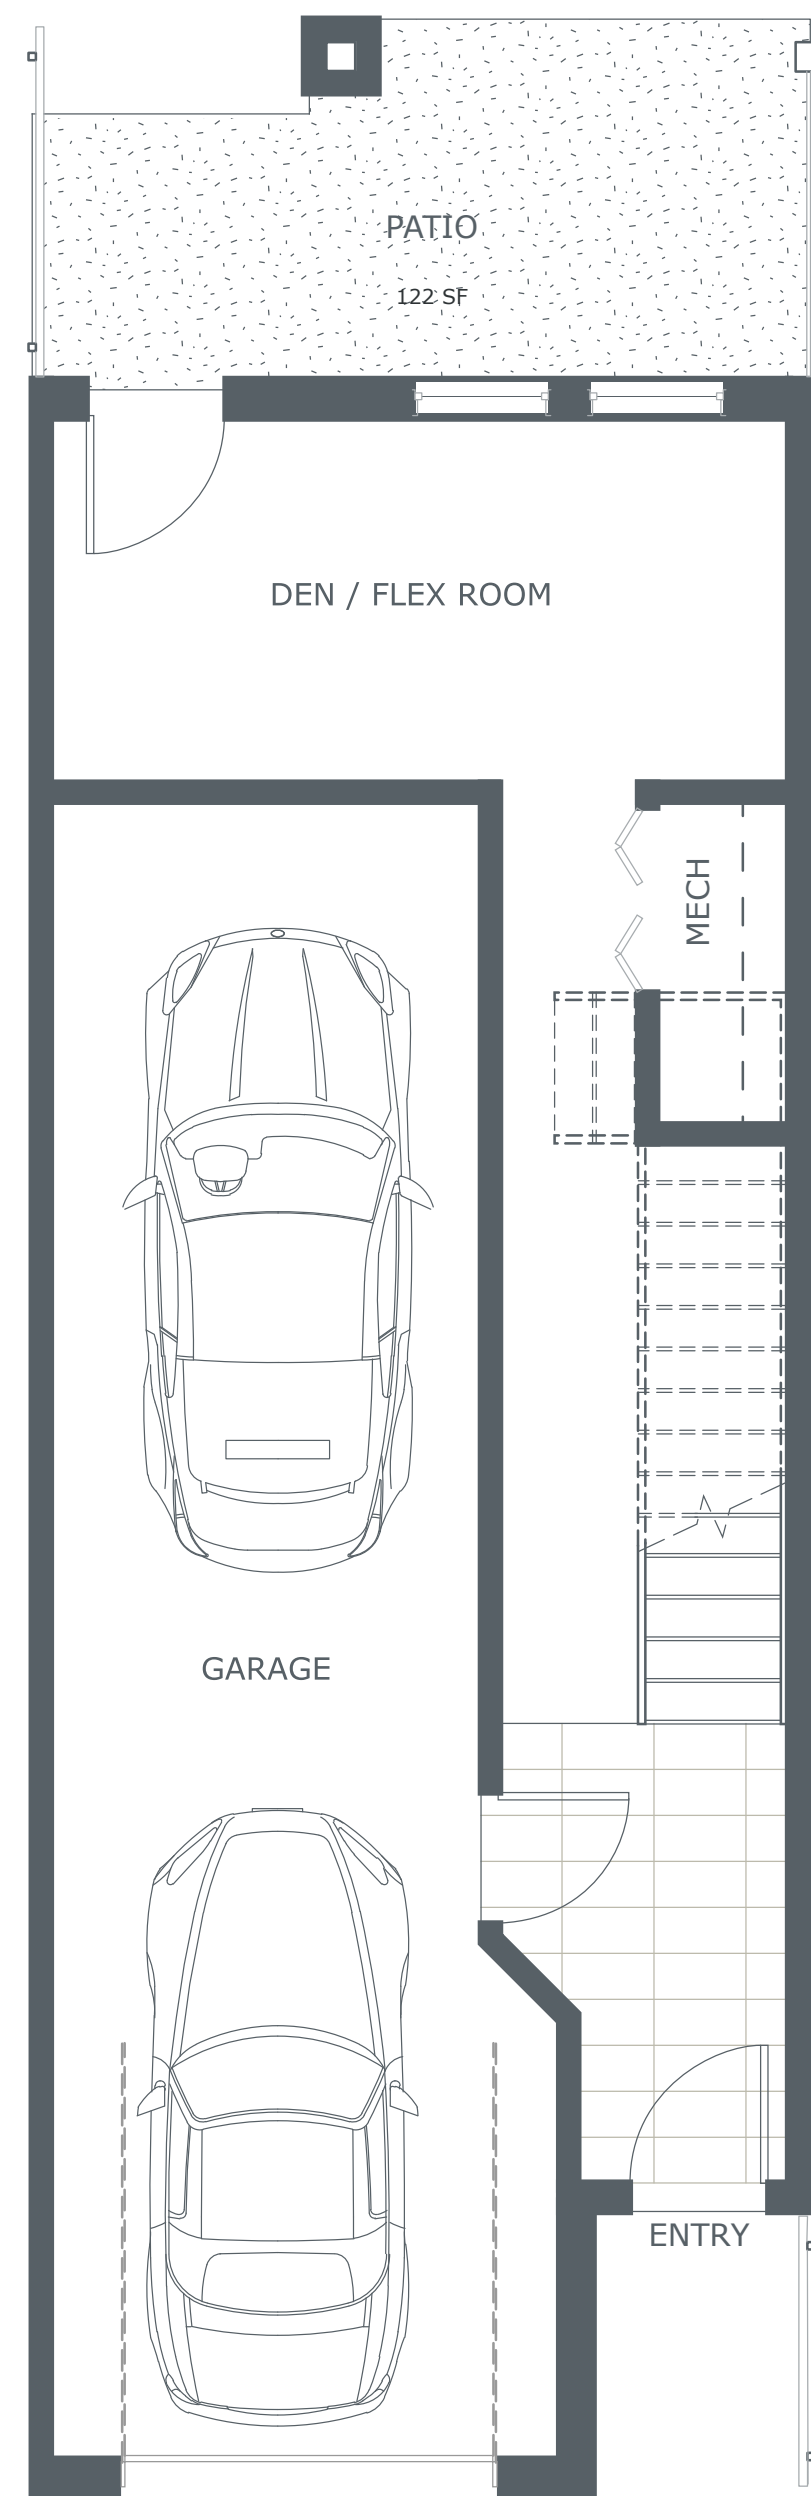 PATIO
122 SF
DEN / FLEX ROOM
MECH
GARAGE
ENTRY